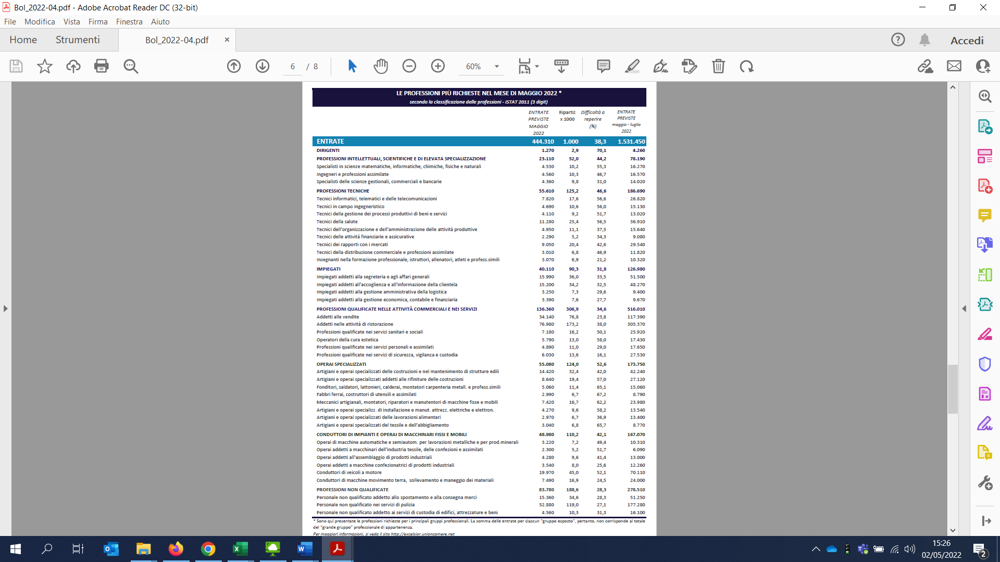 Bol_2022-04.pdf - Adobe Acrobat Reader DC (32-bit)
File Modifica Vista Firma Finestra Aiuto
Home Strumenti Bol_2022-04.pdf × Accedi
6 / 8 60%
LE PROFESSIONI PIÙ RICHIESTE NEL MESE DI MAGGIO 2022 *
secondo la classificazione delle professioni - ISTAT 2011 (3 digit)
ENTRATE PREVISTE MAGGIO 2022 Ripartiz x 1000 Difficoltà a reperire (%) ENTRATE PREVISTE maggio - luglio 2022
ENTRATE 444.310 1.000 38,3 1.531.450
DIRIGENTI 1.270 2,9 70,1 4.260
PROFESSIONI INTELLETTUALI, SCIENTIFICHE E DI ELEVATA SPECIALIZZAZIONE 23.110 52,0 44,2 78.190
Specialisti in scienze matematiche, informatiche, chimiche, fisiche e naturali 4.530 10,2 55,3 16.270
Ingegneri e professioni assimilate 4.560 10,3 46,7 16.570
Specialisti delle scienze gestionali, commerciali e bancarie 4.360 9,8 31,0 14.020
PROFESSIONI TECNICHE 55.610 125,2 46,6 186.690
Tecnici informatici, telematici e delle telecomunicazioni 7.820 17,6 56,6 26.820
Tecnici in campo ingegneristico 4.690 10,6 56,0 15.130
Tecnici della gestione dei processi produttivi di beni e servizi 4.110 9,2 51,7 13.020
Tecnici della salute 11.280 25,4 56,5 36.910
Tecnici dell'organizzazione e dell'amministrazione delle attività produttive 4.950 11,1 37,5 15.640
Tecnici delle attività finanziarie e assicurative 2.290 5,2 34,3 9.080
Tecnici dei rapporti con i mercati 9.050 20,4 42,6 29.540
Tecnici della distribuzione commerciale e professioni assimilate 3.010 6,8 46,9 11.820
Insegnanti nella formazione professionale, istruttori, allenatori, atleti e profess.simili 3.070 6,9 21,2 10.320
IMPIEGATI 40.110 90,3 31,8 126.980
Impiegati addetti alla segreteria e agli affari generali 15.990 36,0 33,5 51.500
Impiegati addetti all'accoglienza e all'informazione della clientela 15.200 34,2 32,5 48.270
Impiegati addetti alla gestione amministrativa della logistica 3.250 7,3 29,6 9.400
Impiegati addetti alla gestione economica, contabile e finanziaria 3.390 7,6 27,7 9.670
PROFESSIONI QUALIFICATE NELLE ATTIVITÀ COMMERCIALI E NEI SERVIZI 136.360 306,9 34,6 516.010
Addetti alle vendite 34.140 76,8 23,8 117.390
Addetti nelle attività di ristorazione 76.980 173,2 38,0 305.370
Professioni qualificate nei servizi sanitari e sociali 7.180 16,2 50,1 25.920
Operatori della cura estetica 5.790 13,0 58,0 17.430
Professioni qualificate nei servizi personali e assimilati 4.890 11,0 29,0 17.650
Professioni qualificate nei servizi di sicurezza, vigilanza e custodia 6.030 13,6 16,1 27.530
OPERAI SPECIALIZZATI 55.080 124,0 52,6 173.750
Artigiani e operai specializzati delle costruzioni e nel mantenimento di strutture edili 14.420 32,4 42,0 42.240
Artigiani e operai specializzati addetti alle rifiniture delle costruzioni 8.640 19,4 57,0 27.120
Fonditori, saldatori, lattonieri, calderai, montatori carpenteria metall. e profess.simili 5.060 11,4 65,1 15.060
Fabbri ferrai, costruttori di utensili e assimilati 2.990 6,7 67,2 8.790
Meccanici artigianali, montatori, riparatori e manutentori di macchine fisse e mobili 7.420 16,7 62,2 23.980
Artigiani e operai specializz. di installazione e manut. attrezz. elettriche e elettron. 4.270 9,6 58,2 13.540
Artigiani e operai specializzati delle lavorazioni alimentari 2.970 6,7 36,9 13.400
Artigiani e operai specializzati del tessile e dell'abbigliamento 3.040 6,8 65,7 8.770
CONDUTTORI DI IMPIANTI E OPERAI DI MACCHINARI FISSI E MOBILI 48.980 110,2 42,1 167.070
Operai di macchine automatiche e semiautom. per lavorazioni metalliche e per prod.minerali 3.220 7,2 49,4 10.310
Operai addetti a macchinari dell'industria tessile, delle confezioni e assimilati 2.300 5,2 51,7 6.090
Operai addetti all'assemblaggio di prodotti industriali 4.280 9,6 41,4 13.000
Operai addetti a macchine confezionatrici di prodotti industriali 3.540 8,0 25,6 12.260
Conduttori di veicoli a motore 19.970 45,0 52,1 70.110
Conduttori di macchine movimento terra, sollevamento e maneggio dei materiali 7.490 16,9 24,5 24.000
PROFESSIONI NON QUALIFICATE 83.780 188,6 28,3 278.510
Personale non qualificato addetto allo spostamento e alla consegna merci 15.360 34,6 28,3 51.250
Personale non qualificato nei servizi di pulizia 52.880 119,0 27,1 177.280
Personale non qualificato addetto ai servizi di custodia di edifici, attrezzature e beni 4.560 10,3 31,3 16.100
* Sono qui presentate le professioni richieste per i principali gruppi professionali. La somma delle entrate per ciascun "gruppo esposto", pertanto, non corrisponde al totale
del "grande gruppo" professionale di appartenenza.
Per maggiori informazioni, si veda il sito http://excelsior.unioncamere.net
15:26
02/05/2022
2